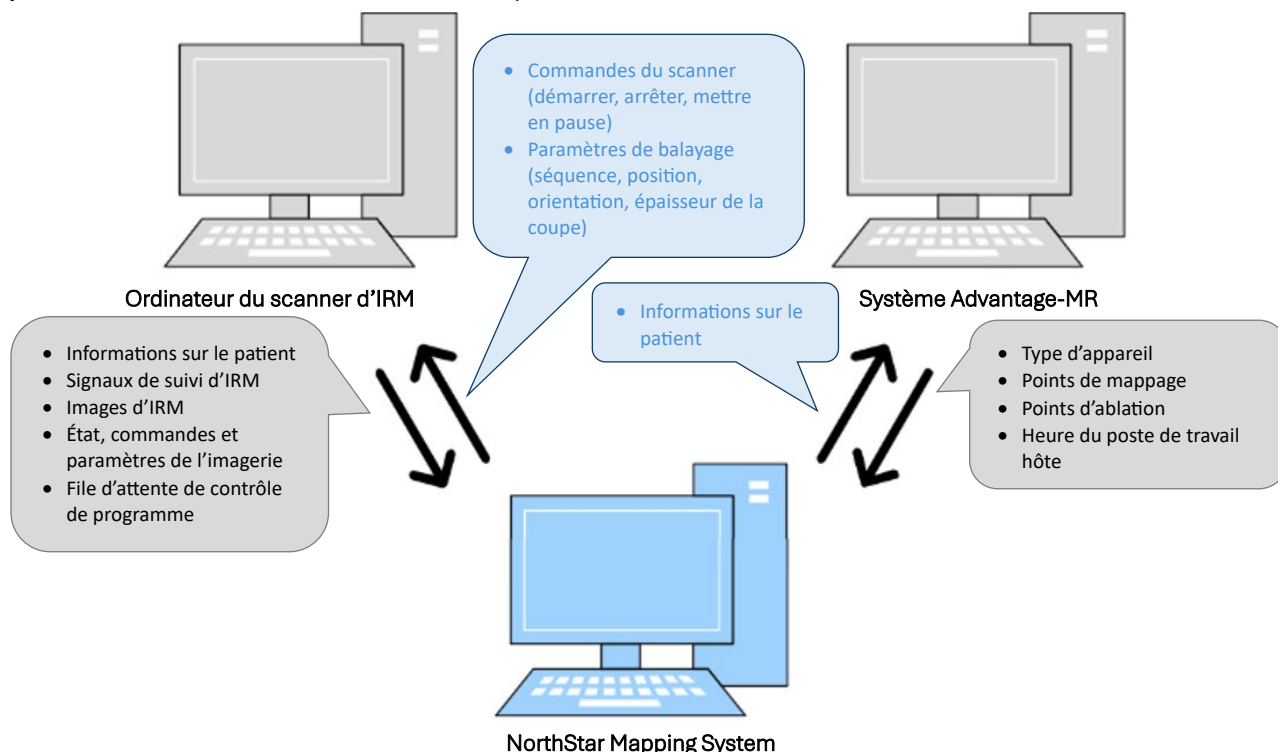 • Commandes du scanner
(démarrer, arrêter, mettre
en pause)
• Paramètres de balayage
(séquence, position,
orientation, épaisseur de la
coupe)
Ordinateur du scanner d’IRM
Système Advantage-MR
• Informations sur le
patient
• Informations sur le patient
• Signaux de suivi d’IRM
• Images d’IRM
• État, commandes et
paramètres de l’imagerie
• File d’attente de contrôle
de programme
• Type d’appareil
• Points de mappage
• Points d’ablation
• Heure du poste de travail
hôte
NorthStar Mapping System